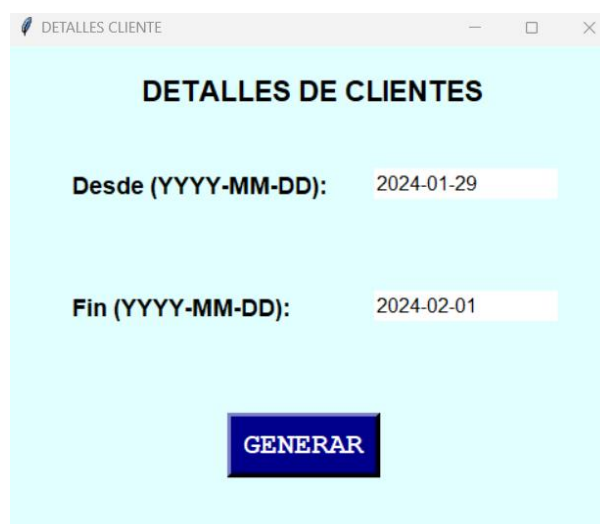 DETALLES CLIENTE
DETALLES DE CLIENTES
Desde (YYYY-MM-DD): 2024-01-29
Fin (YYYY-MM-DD): 2024-02-01
GENERAR